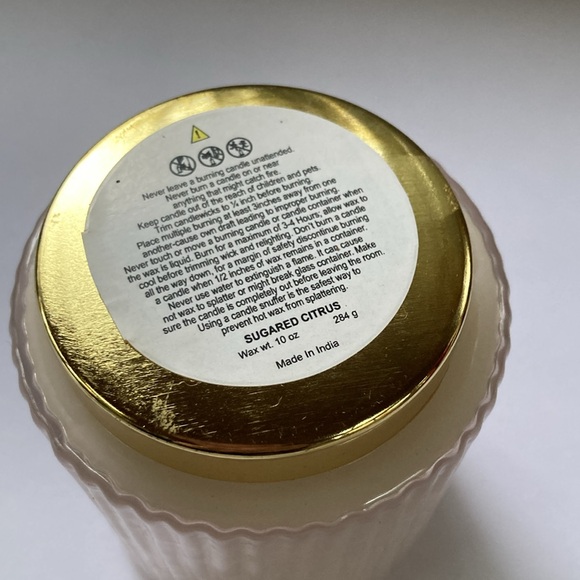 Never leave a burning candle unattended.
Never burn a candle on or near
anything that might catch fire.
Keep candle out of the reach of children and pets.
Trim candlewicks to ¼ inch before burning.
Place multiple burning at least 3inches away from one
another-cause own draft leading to improper burning.
Never touch or move a burning candle or candle container when
the wax is liquid. Burn for a maximum of 3-4 hours; allow wax to
cool before trimming wick and relighting. Don't burn a candle
all the way down, for a margin of safety discontinue burning
a candle when 1/2 inches of wax remains in a container.
Never use water to extinguish a flame. It can cause
not wax to splatter or might break glass container. Make
sure the candle is completely out before leaving the room.
Using a candle snuffer is the safest way to
prevent hot wax from splattering.
SUGARED CITRUS
Wax wt. 10 oz 284 g
Made In India